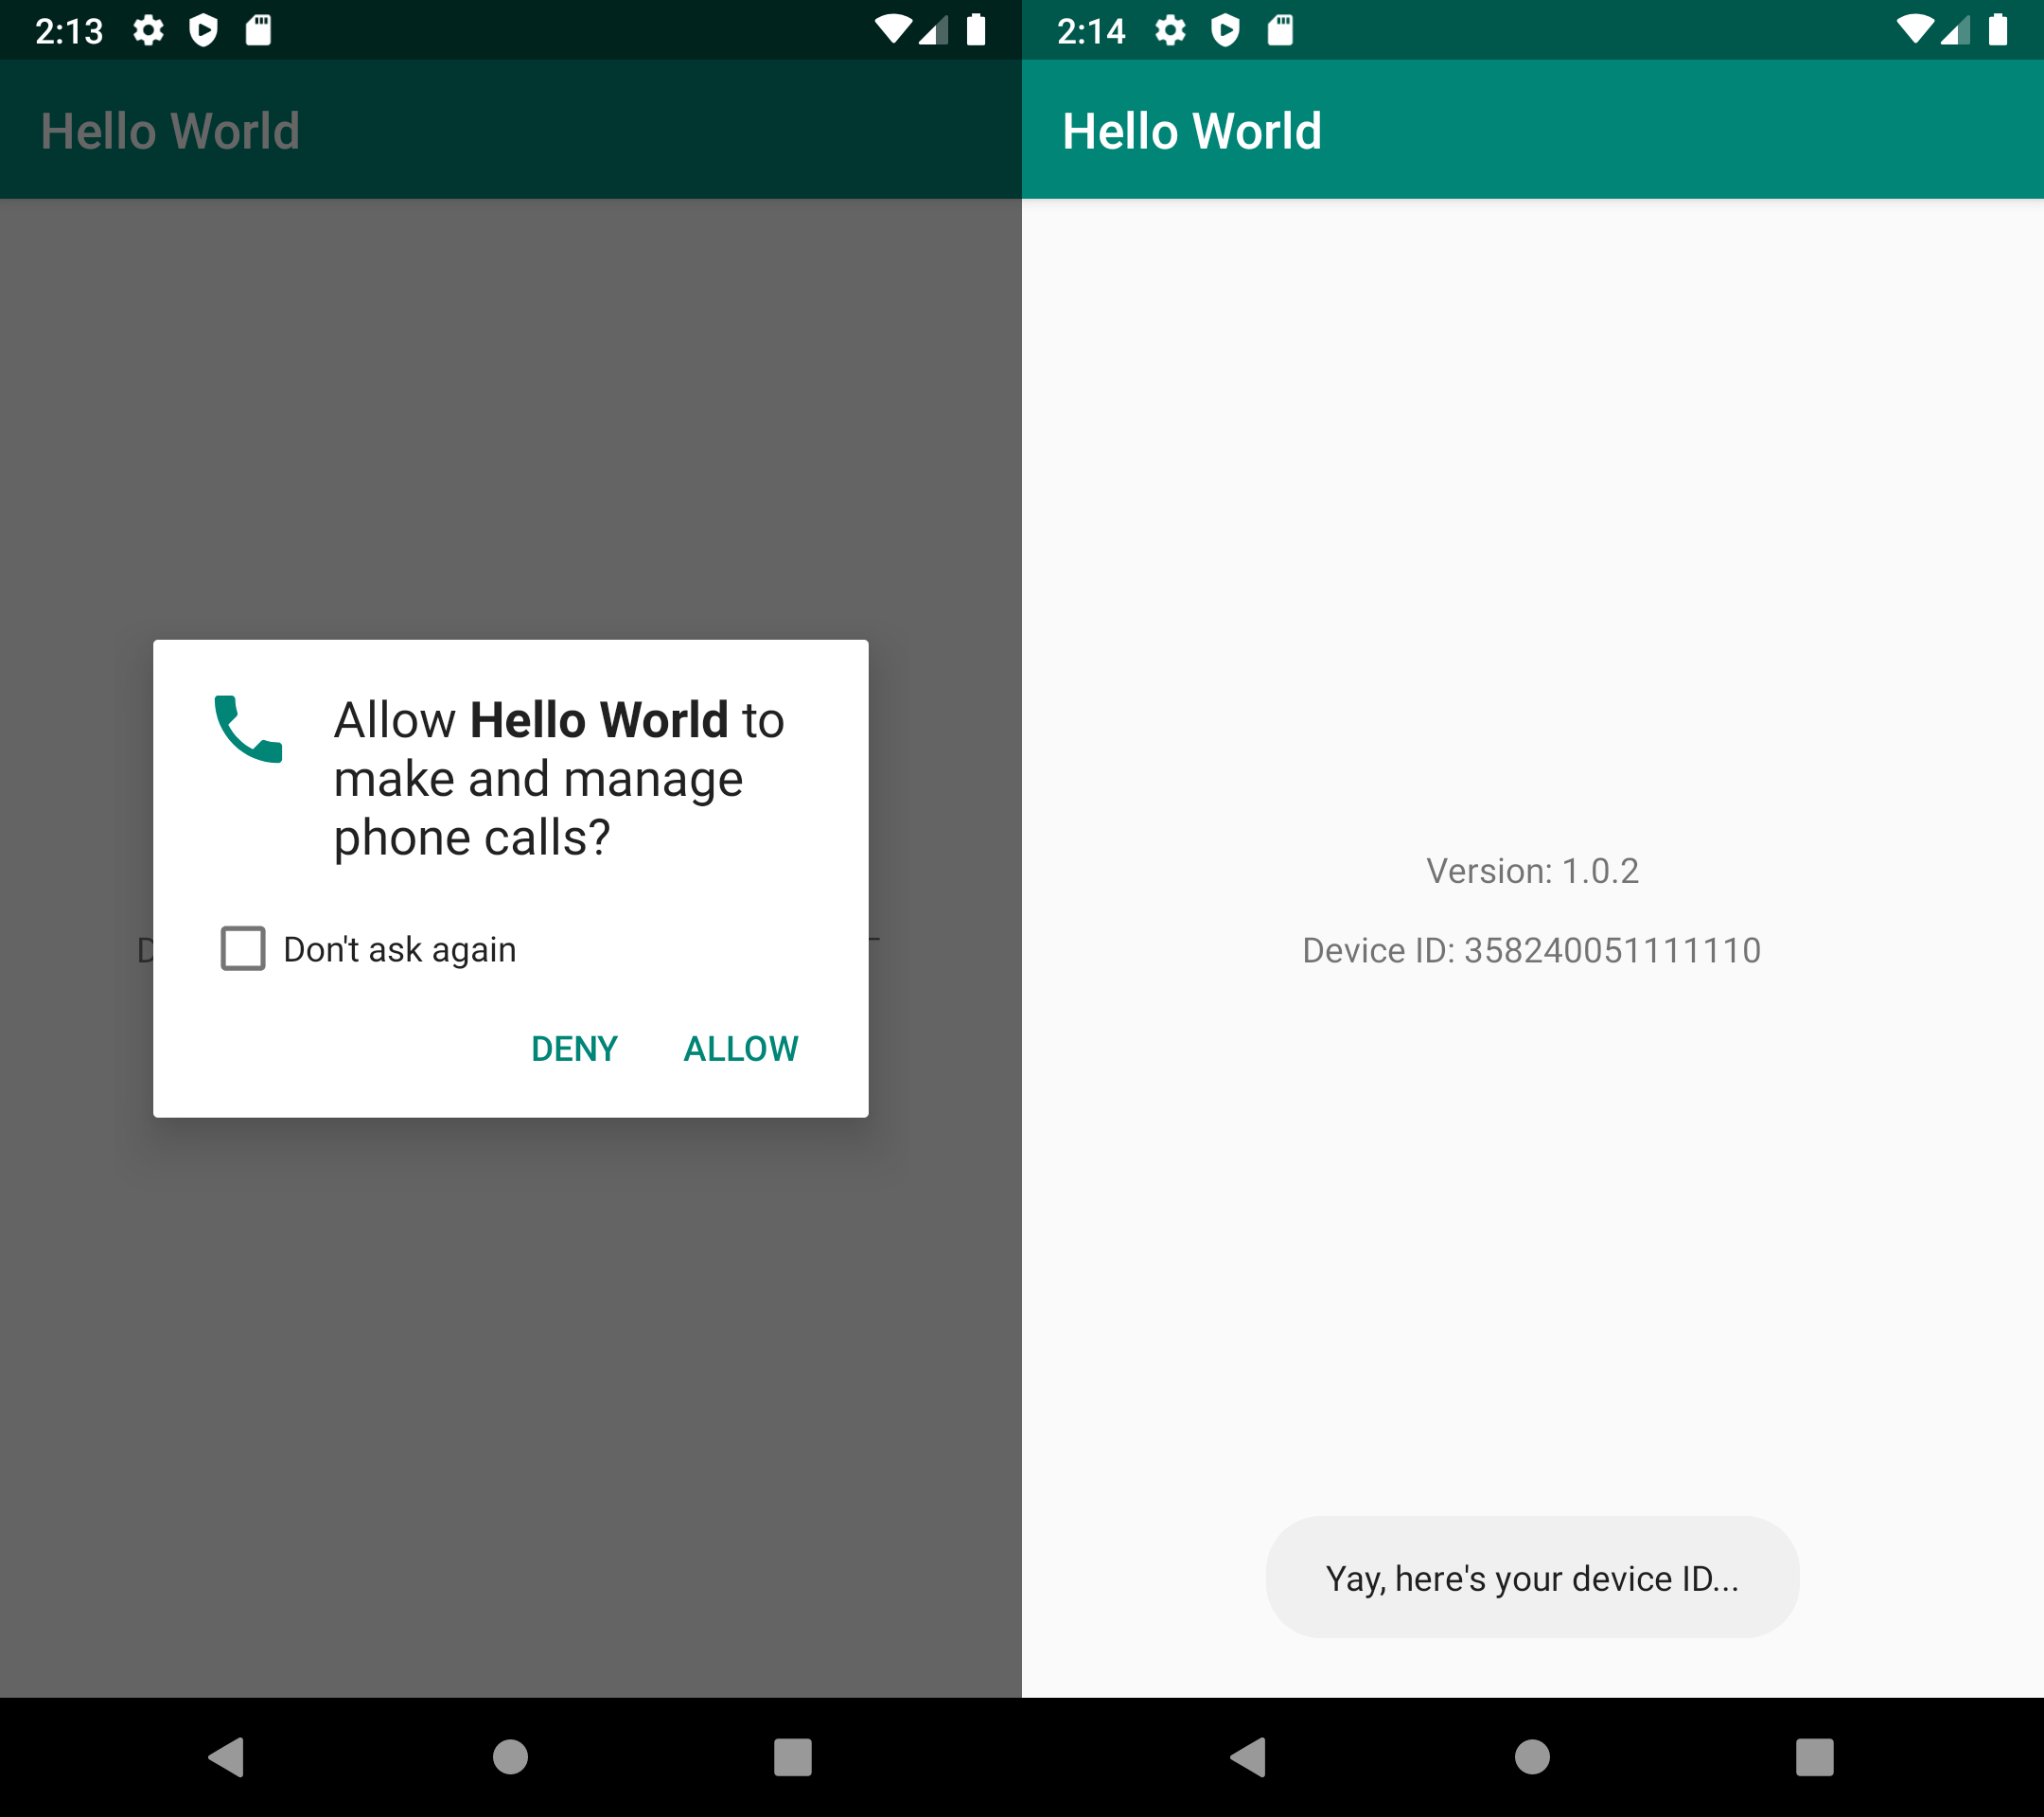 2:13
Hello World
Allow Hello World to
make and manage
phone calls?
D
Don't ask again
DENY ALLOW
2:14
Hello World
Version: 1.0.2
Device ID: 358240051111110
Yay, here's your device ID...